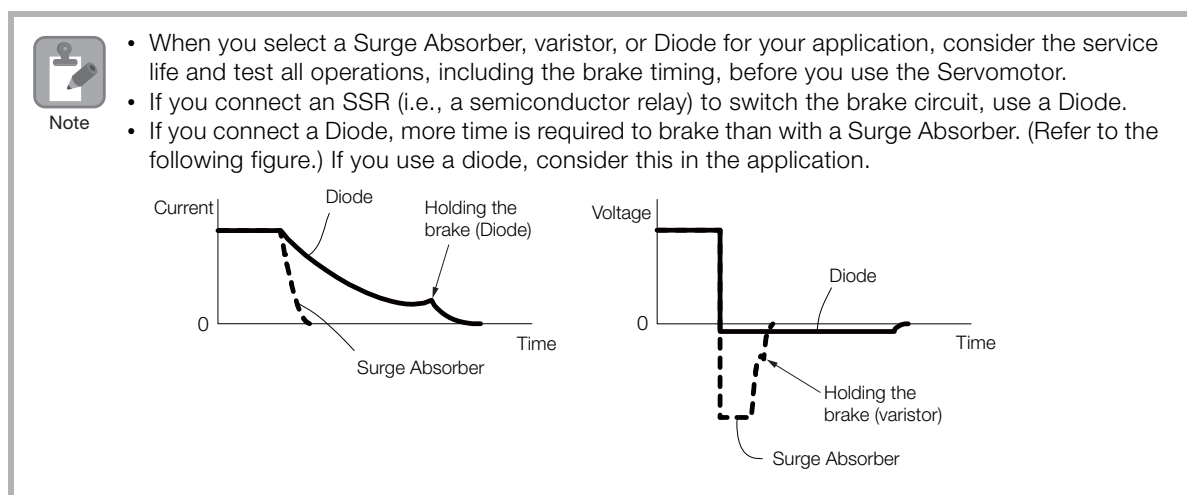 • When you select a Surge Absorber, varistor, or Diode for your application, consider the service
life and test all operations, including the brake timing, before you use the Servomotor.
• If you connect an SSR (i.e., a semiconductor relay) to switch the brake circuit, use a Diode.
• If you connect a Diode, more time is required to brake than with a Surge Absorber. (Refer to the
following figure.) If you use a diode, consider this in the application.
Note
Current
Diode
Holding the
brake (Diode)
0
Time
Surge Absorber
Voltage
Diode
0
Time
Holding the
brake (varistor)
Surge Absorber